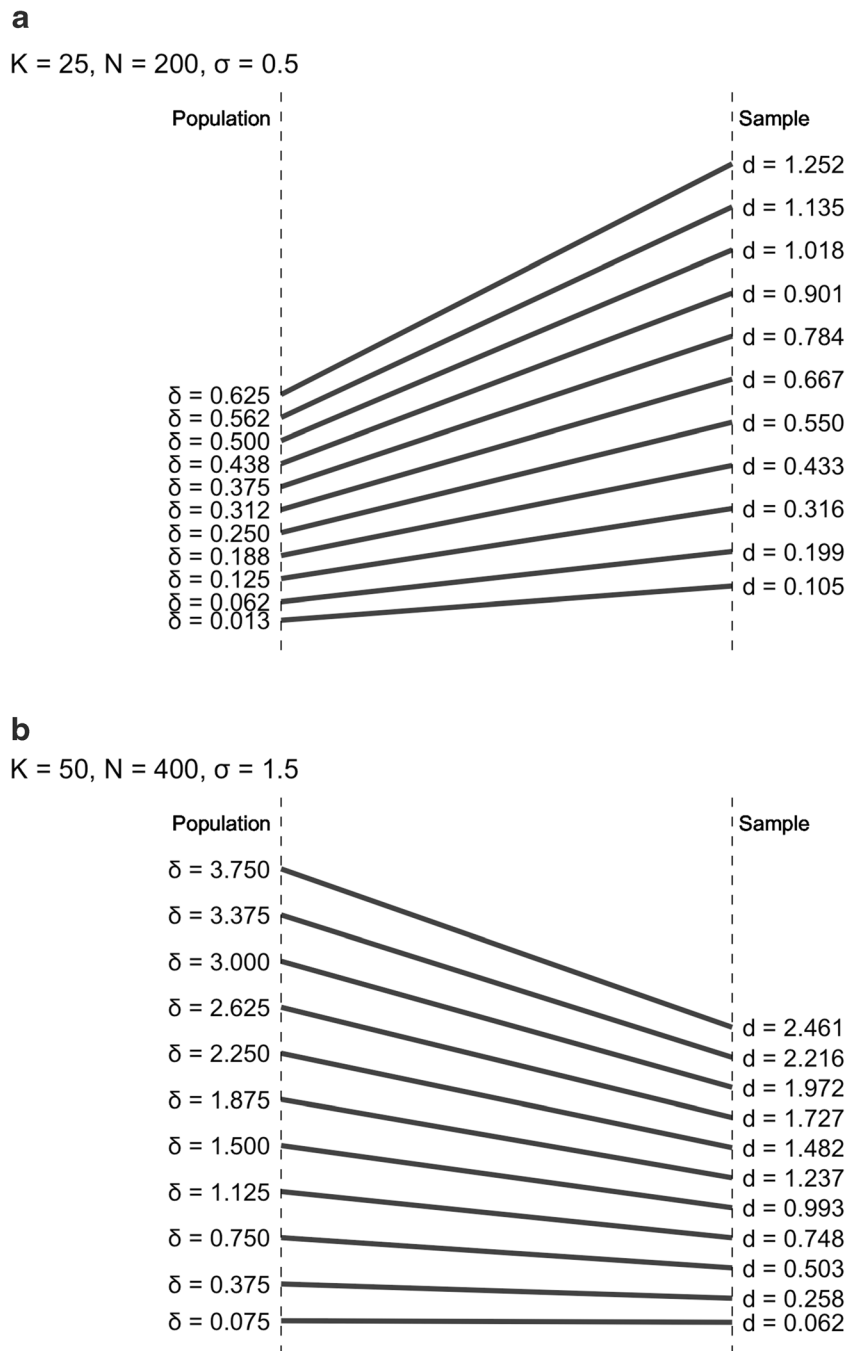 a
K = 25, N = 200, σ = 0.5
Population
Sample
d = 1.252
d = 1.135
d = 1.018
d = 0.901
d = 0.784
d = 0.667
d = 0.550
d = 0.433
d = 0.316
d = 0.199
d = 0.105
δ = 0.625
δ = 0.562
δ = 0.500
δ = 0.438
δ = 0.375
δ = 0.312
δ = 0.250
δ = 0.188
δ = 0.125
δ = 0.062
δ = 0.013
b
K = 50, N = 400, σ = 1.5
Population
Sample
δ = 3.750
δ = 3.375
δ = 3.000
δ = 2.625
δ = 2.250
δ = 1.875
δ = 1.500
δ = 1.125
δ = 0.750
δ = 0.375
δ = 0.075
d = 2.461
d = 2.216
d = 1.972
d = 1.727
d = 1.482
d = 1.237
d = 0.993
d = 0.748
d = 0.503
d = 0.258
d = 0.062